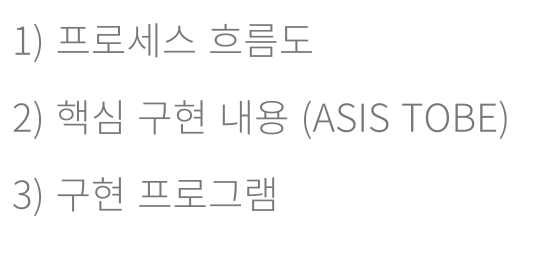 1) 프로세스 흐름도
2) 핵심 구현 내용 (ASIS TOBE)
3) 구현 프로그램